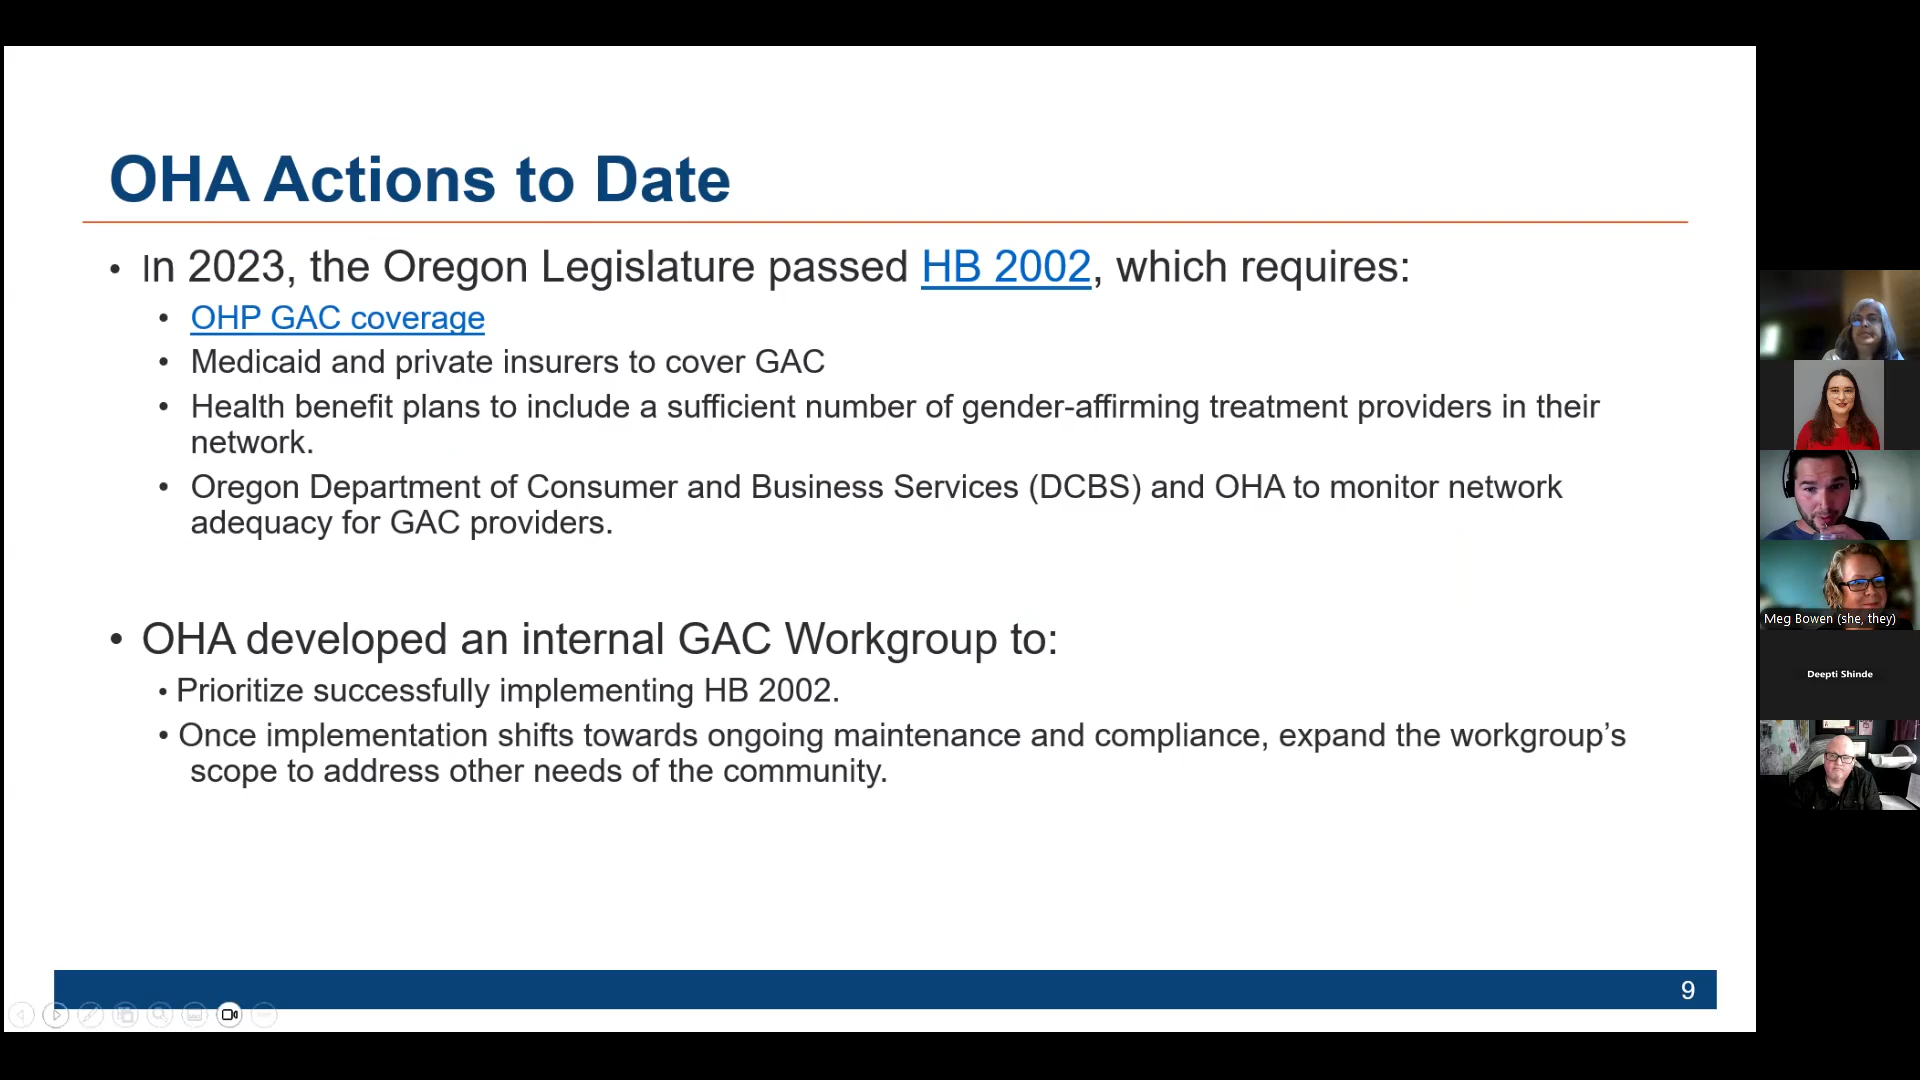 OHA Actions to Date
• In 2023, the Oregon Legislature passed HB 2002, which requires:
• OHP GAC coverage
• Medicaid and private insurers to cover GAC
• Health benefit plans to include a sufficient number of gender-affirming treatment providers in their
network.
• Oregon Department of Consumer and Business Services (DCBS) and OHA to monitor network
adequacy for GAC providers.
• OHA developed an internal GAC Workgroup to:
• Prioritize successfully implementing HB 2002.
• Once implementation shifts towards ongoing maintenance and compliance, expand the workgroup’s
scope to address other needs of the community.
9
Meg Bowen (she, they)
Deepti Shinde